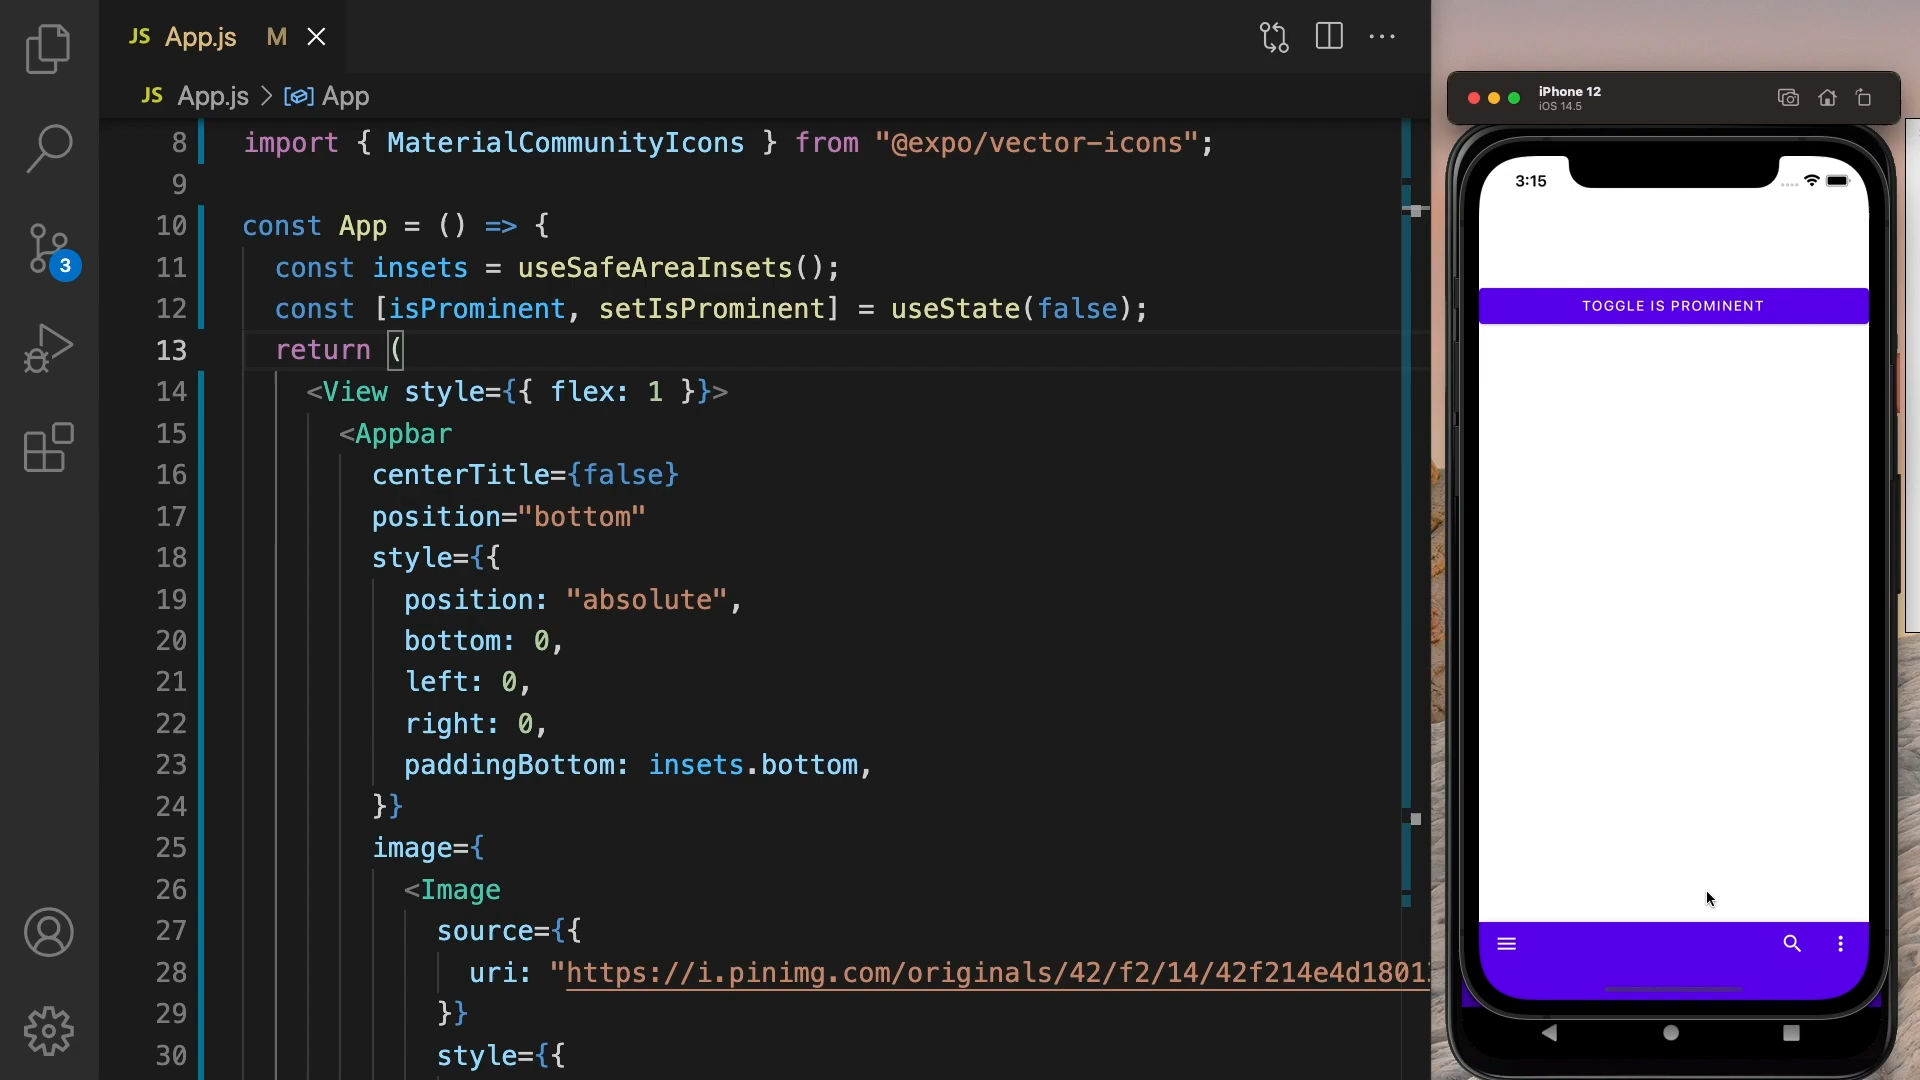 JS App.js M
JS App.js > App
8 import { MaterialCommunityIcons } from "@expo/vector-icons";
9
10 const App = () => {
11 const insets = useSafeAreaInsets();
12 const [isProminent, setIsProminent] = useState(false);
13 return (
14 <View style={{ flex: 1 }}>
15 <Appbar
16 centerTitle={false}
17 position="bottom"
18 style={{
19 position: "absolute",
20 bottom: 0,
21 left: 0,
22 right: 0,
23 paddingBottom: insets.bottom,
24 }}
25 image={
26 <Image
27 source={{
28 uri: "https://i.pinimg.com/originals/42/f2/14/42f214e4d1801
29 }}
30 style={{
3
iPhone 12
iOS 14.5
3:15
TOGGLE IS PROMINENT